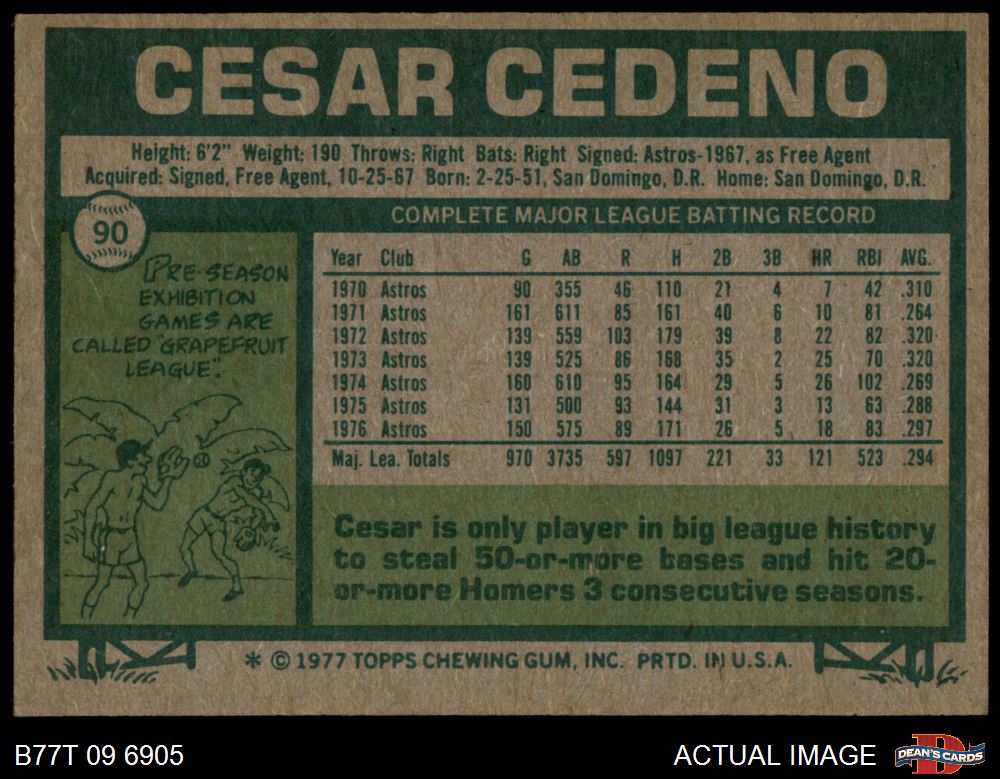 CESAR CEDENO
Height: 6'2" Weight: 190 Throws: Right Bats: Right Signed: Astros-1967, as Free Agent
Acquired: Signed, Free Agent, 10-25-67 Born: 2-25-51, San Domingo, D.R. Home: San Domingo, D.R.
90
PRE-SEASON
EXHIBITION
GAMES ARE
CALLED "GRAPEFRUIT
LEAGUE".
COMPLETE MAJOR LEAGUE BATTING RECORD
Year Club G AB R H 2B 3B HR RBI AVG.
1970 Astros 90 355 46 110 21 4 7 42 .310
1971 Astros 161 611 85 161 40 6 10 81 .264
1972 Astros 139 559 103 179 39 8 22 82 .320
1973 Astros 139 525 86 168 35 2 25 70 .320
1974 Astros 160 610 95 164 29 5 26 102 .269
1975 Astros 131 500 93 144 31 3 13 63 .288
1976 Astros 150 575 89 171 26 5 18 83 .297
Maj. Lea. Totals 970 3735 597 1097 221 33 121 523 .294
Cesar is only player in big league history
to steal 50-or-more bases and hit 20-
or-more Homers 3 consecutive seasons.
* © 1977 TOPPS CHEWING GUM, INC. PRTD. IN U.S.A.
B77T 09 6905
ACTUAL IMAGE
DEAN'S CARDS